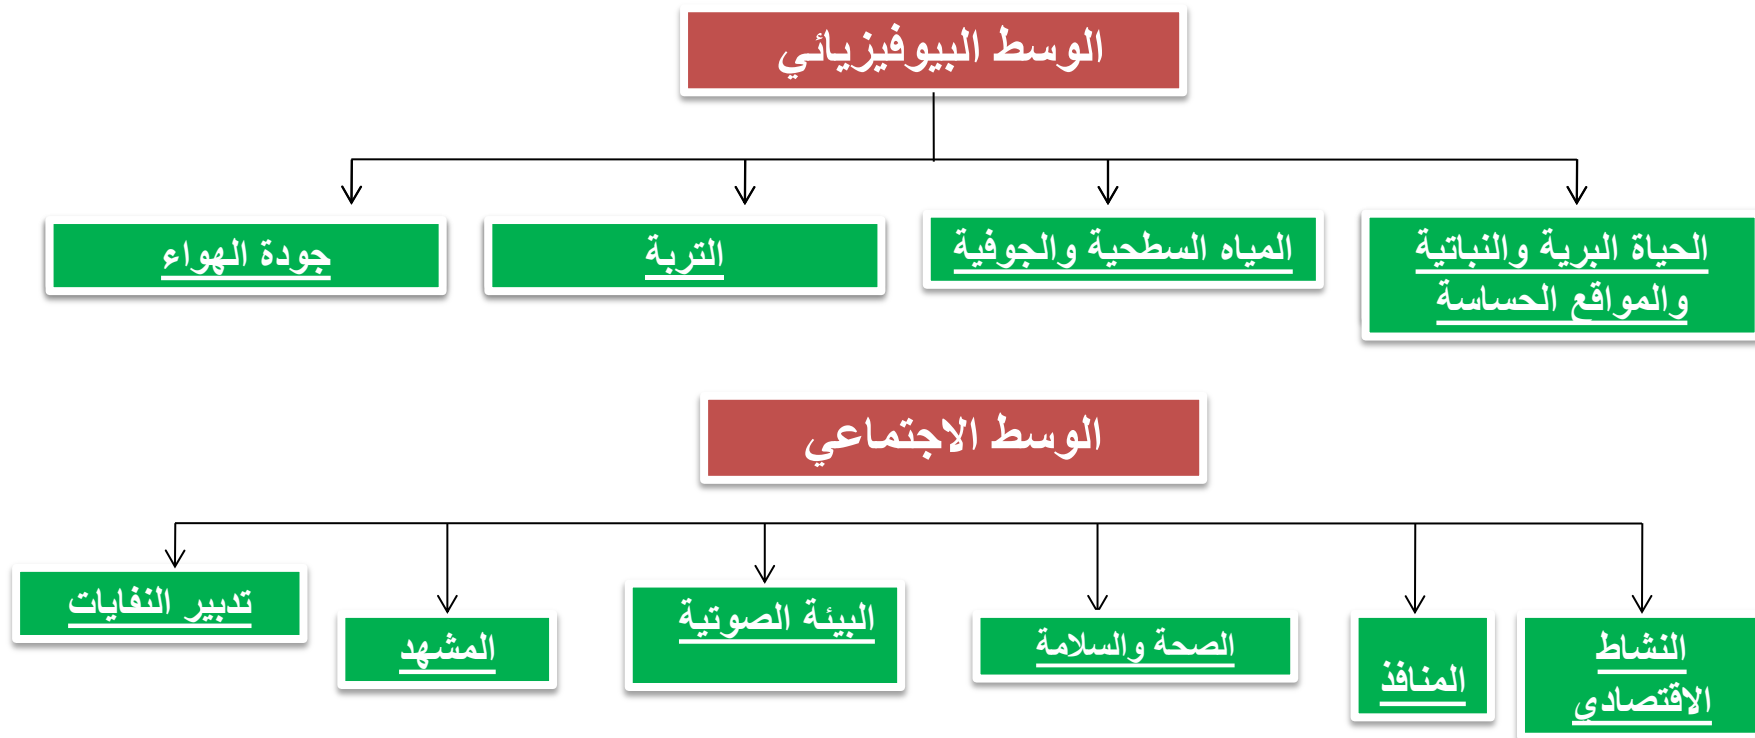 الوسط البيوفيزيائي
الحياة البرية والنباتية
والمواقع الحساسة
المياه السطحية والجوفية
التربة
جودة الهواء
الوسط الاجتماعي
النشاط
الاقتصادي
المنافذ
الصحة والسلامة
البيئة الصوتية
المشهد
تدبير النفايات